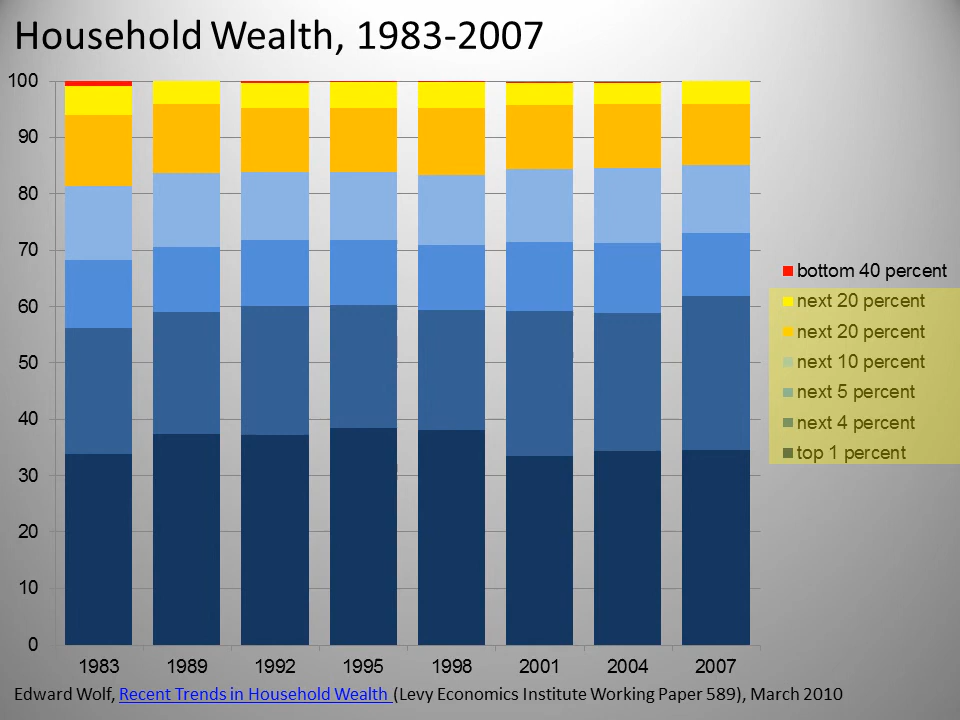 Household Wealth, 1983-2007
100
90
80
70
60
50
40
30
20
10
0
1983 1989 1992 1995 1998 2001 2004 2007
bottom 40 percent
next 20 percent
next 20 percent
next 10 percent
next 5 percent
next 4 percent
top 1 percent
Edward Wolf, Recent Trends in Household Wealth (Levy Economics Institute Working Paper 589), March 2010